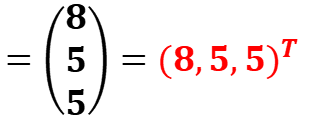 = (8 5 5) = (8, 5, 5)^T